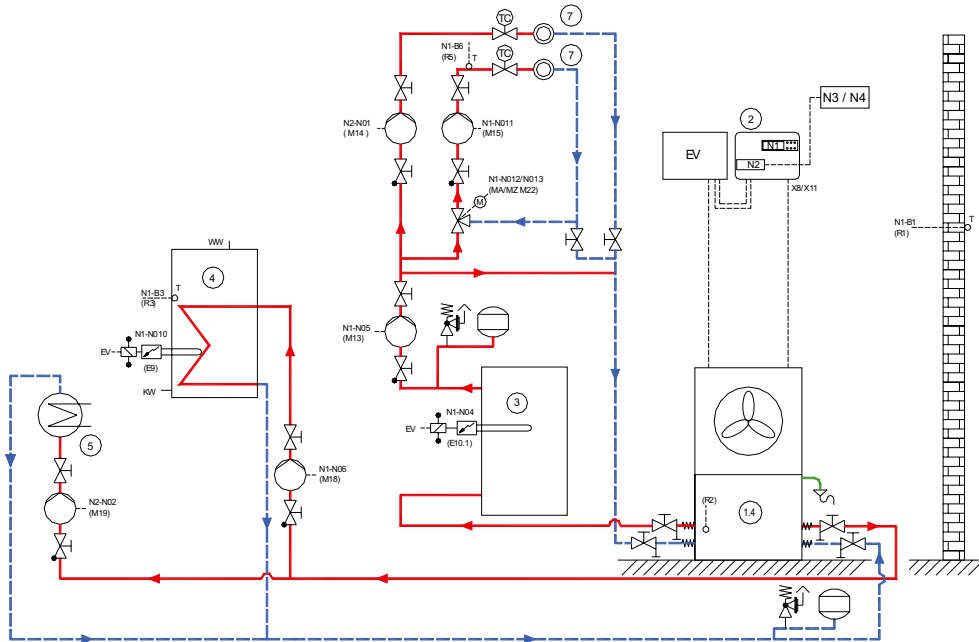 TC
7
N1-B6
(R5)
T
TC
7
N3 / N4
2
N2-N01
( M14 )
N1-N011
(M15)
EV
N1
N2
N1-N012/N013
(MA/MZ M22)
M
X8/X11
N1-B1
(R1)
T
WW
4
N1-B3
(R3)
T
N1-N05
(M13)
N1-N010
EV
(E9)
KW
3
N1-N04
EV
(E10.1)
5
N1-N06
(M18)
N2-N02
(M19)
(R2)
1.4